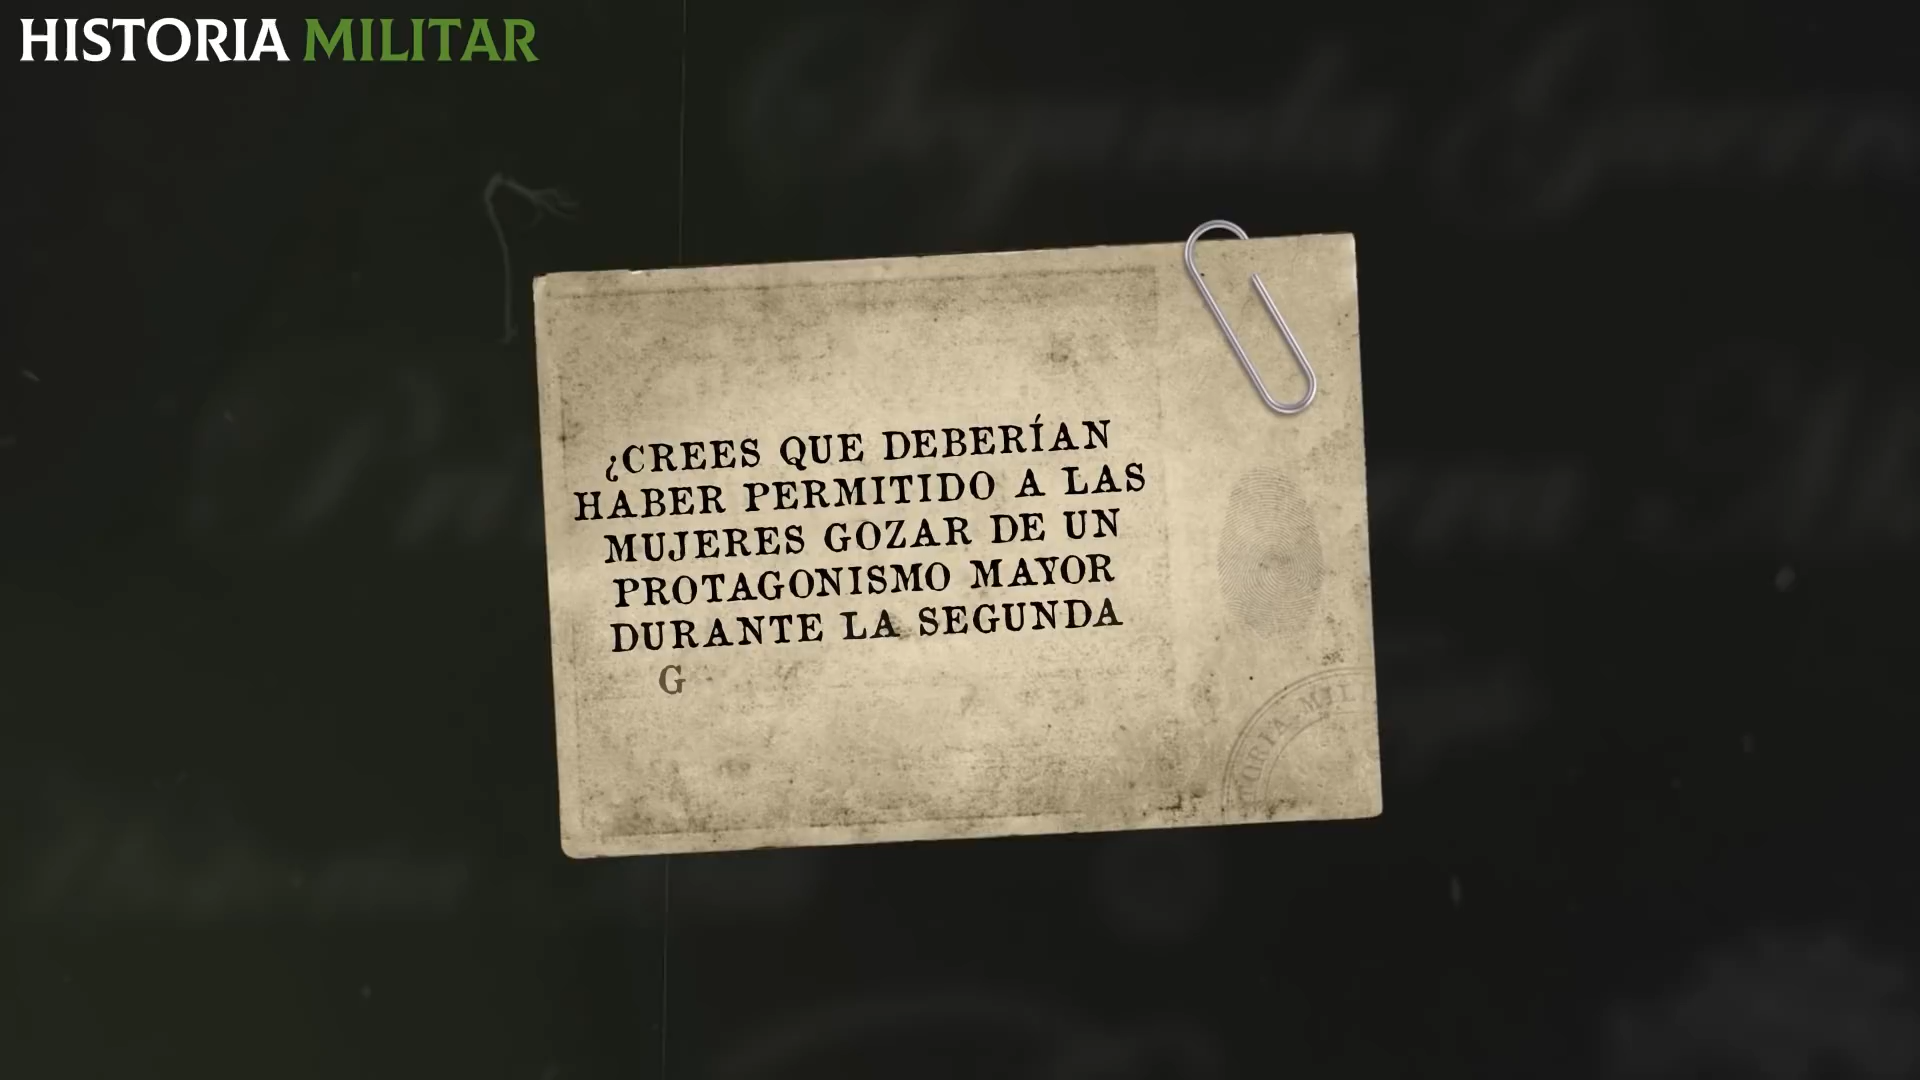 HISTORIA MILITAR
¿CREES QUE DEBERÍAN
HABER PERMITIDO A LAS
MUJERES GOZAR DE UN
PROTAGONISMO MAYOR
DURANTE LA SEGUNDA
G